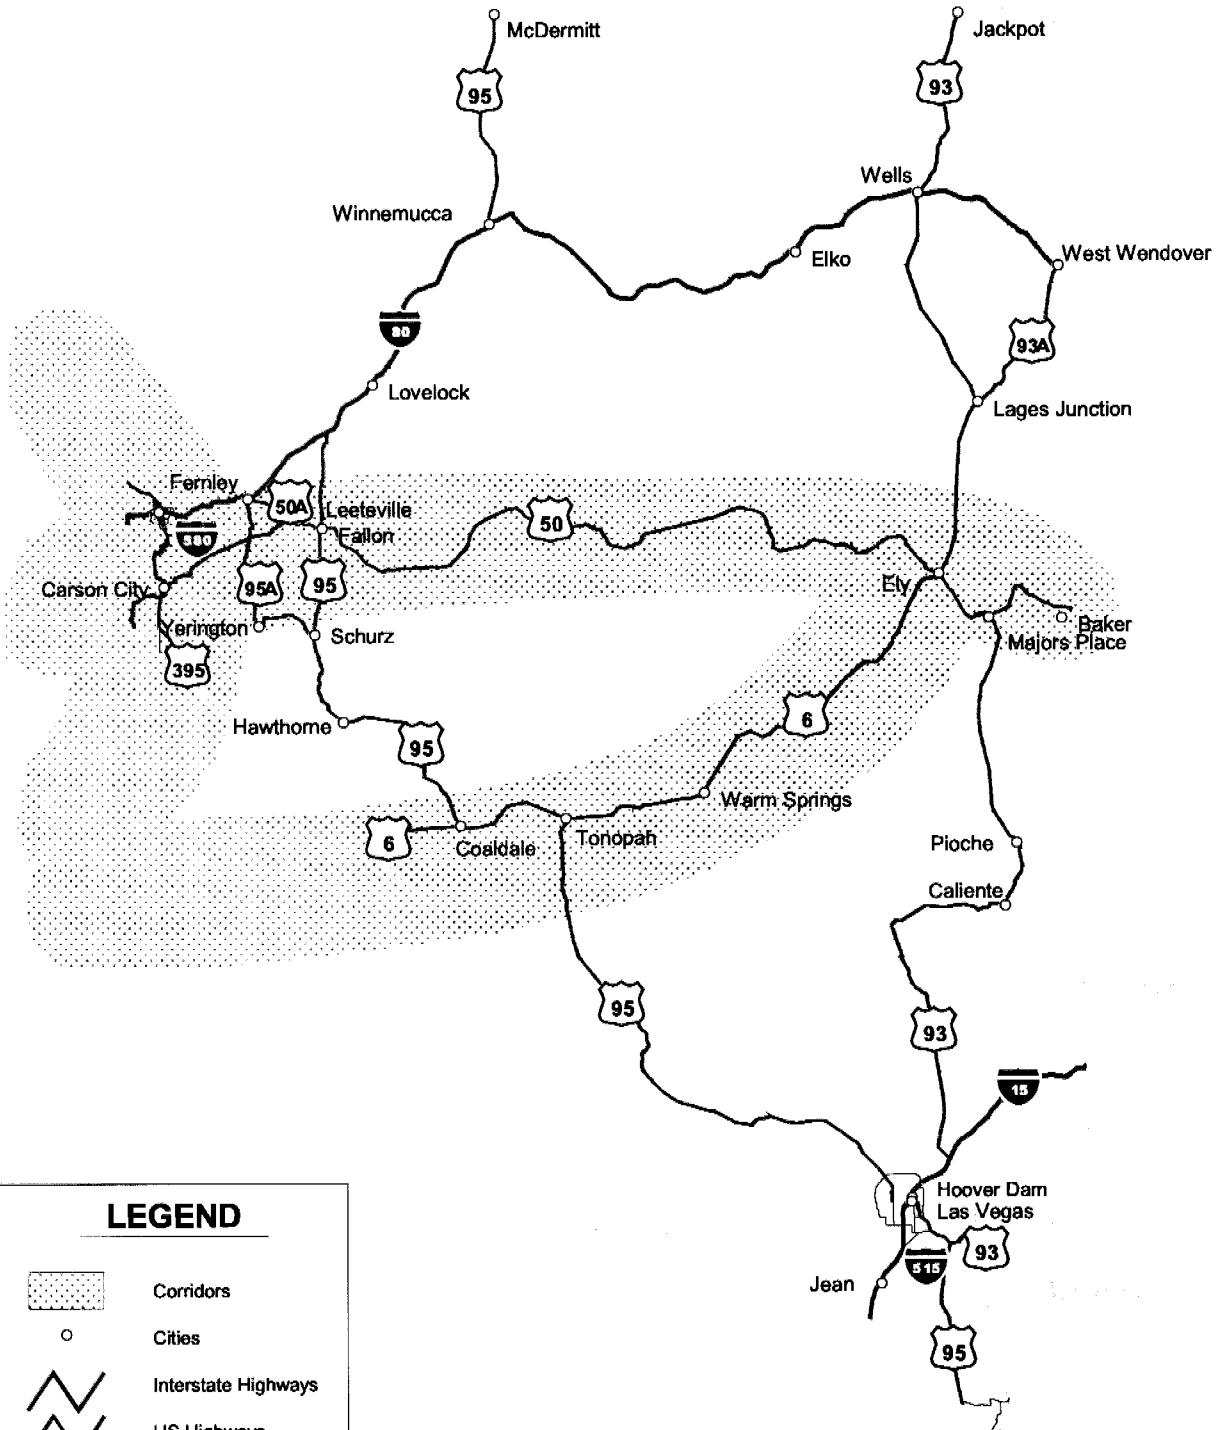 McDermitt
Jackpot
95
93
Wells
Winnemucca
Elko
West Wendover
80
93A
Lovelock
Lages Junction
Fernley
50A
Leeteville
50
580
Fallon
Ely
Carson City
95A
95
Yerington
Schurz
Baker
Majors Place
395
Hawthorne
6
95
Warm Springs
6
Coaldale
Tonopah
Pioche
Caliente
95
93
15
Hoover Dam
Las Vegas
93
515
Jean
95
LEGEND
Corridors
Cities
Interstate Highways
US Highways